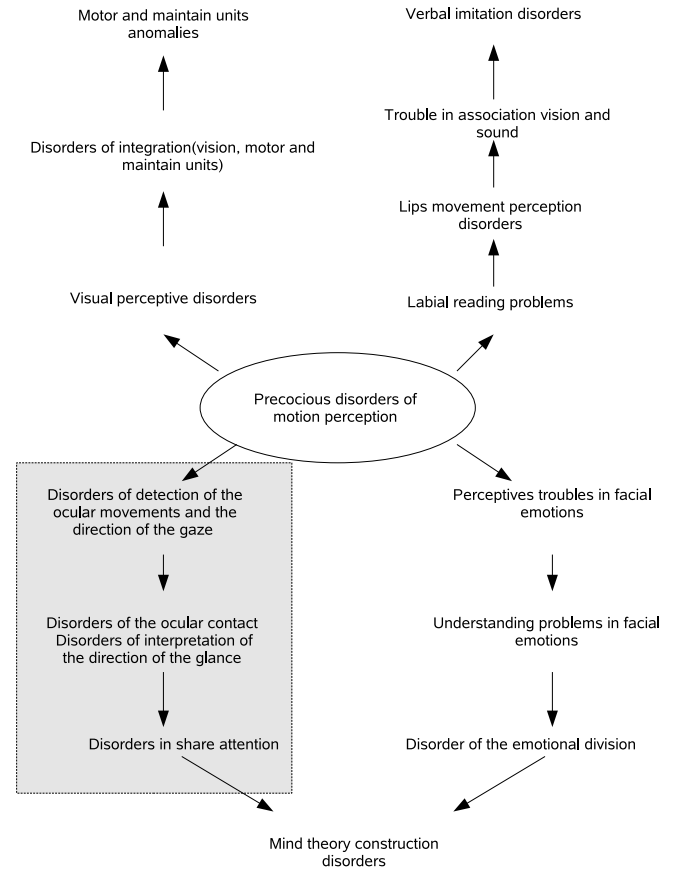 Motor and maintain units
anomalies
Verbal imitation disorders
Trouble in association vision and
sound
Disorders of integration(vision, motor and
maintain units)
Lips movement perception
disorders
Visual perceptive disorders
Labial reading problems
Precocious disorders of
motion perception
Disorders of detection of the
ocular movements and the
direction of the gaze
Perceptives troubles in facial
emotions
Disorders of the ocular contact
Disorders of interpretation of
the direction of the glance
Understanding problems in facial
emotions
Disorders in share attention
Disorder of the emotional division
Mind theory construction
disorders